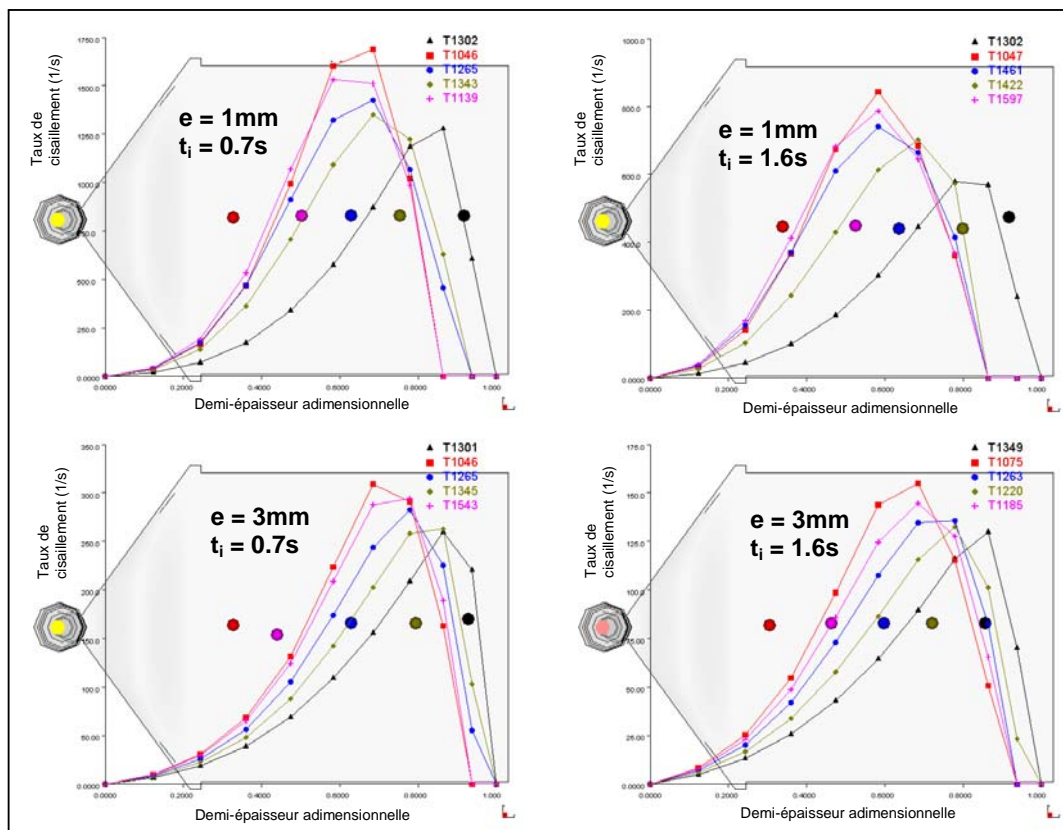 Taux de
cisaillement (1/s)
1750.
1500.
1250.
1000.
750.0
500.0
250.0
0.0000
0.0000
0.2000
0.4000
0.6000
0.8000
1.000
Demi-épaisseur adimensionnelle
e = 1mm
ti = 0.7s
T1302
T1046
T1265
T1343
T1139
Taux de
cisaillement (1/s)
1000.
800.0
600.0
400.0
200.0
0.0000
0.0000
0.2000
0.4000
0.6000
0.8000
1.000
Demi-épaisseur adimensionnelle
e = 1mm
ti = 1.6s
T1302
T1047
T1461
T1422
T1597
Taux de
cisaillement (1/s)
350.
300.0
250.0
200.0
150.0
100.0
50.00
0.0000
0.0000
0.2000
0.4000
0.6000
0.8000
1.000
Demi-épaisseur adimensionnelle
e = 3mm
ti = 0.7s
T1301
T1046
T1265
T1345
T1543
Taux de
cisaillement (1/s)
175.0
150.0
125.0
100.0
75.00
50.00
25.00
0.0000
0.0000
0.2000
0.4000
0.6000
0.8000
1.000
Demi-épaisseur adimensionnelle
e = 3mm
ti = 1.6s
T1349
T1075
T1263
T1220
T1185